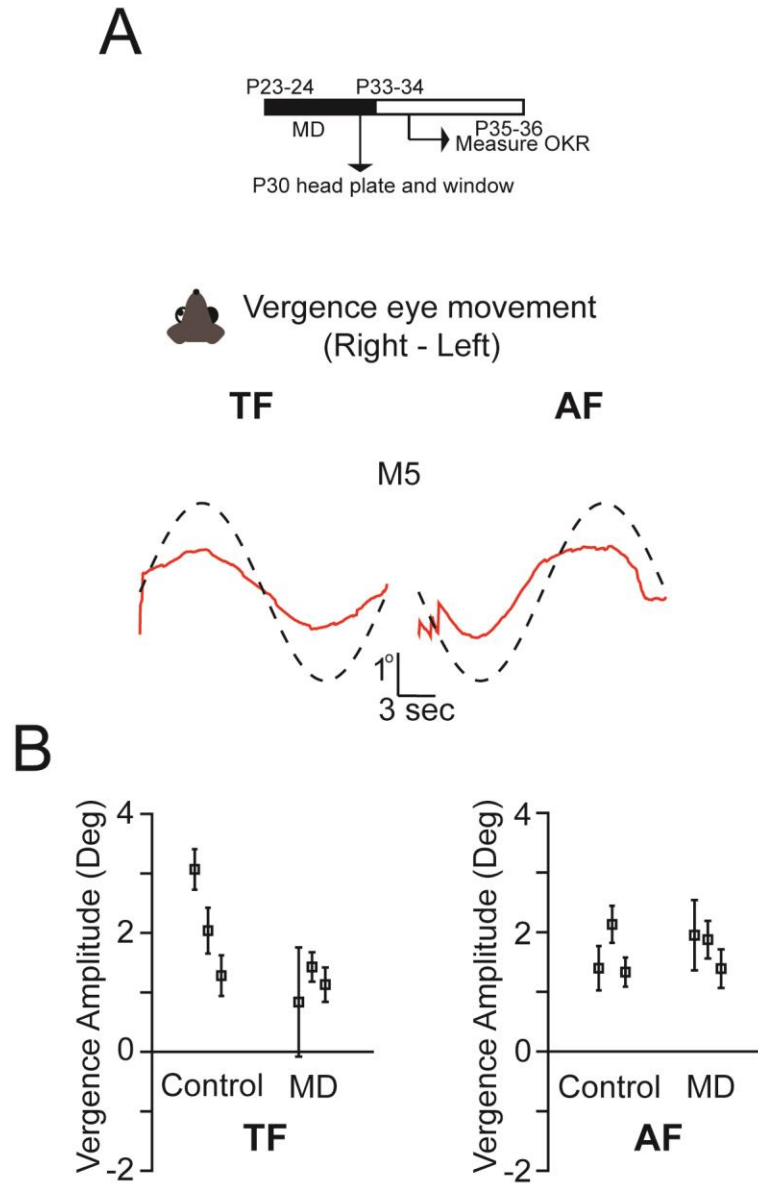 A
P23-24 P33-34
MD
P35-36
Measure OKR
P30 head plate and window
Vergence eye movement
(Right - Left)
TF AF
M5
1°
3 sec
B
Vergence Amplitude (Deg)
4
2
0
-2
Control MD
TF
Vergence Amplitude (Deg)
4
2
0
-2
Control MD
AF